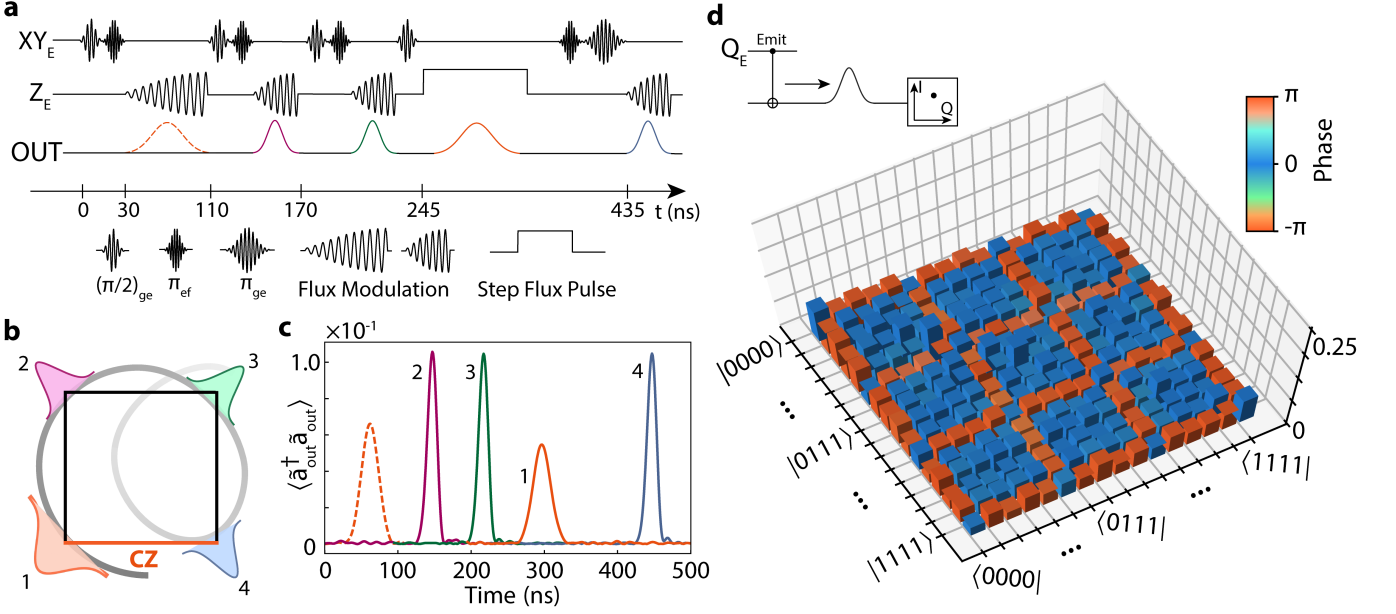 a
XY_E
Z_E
OUT
0 30 110 170 245 435 t (ns)
(π/2)_ge π_ef π_ge Flux Modulation Step Flux Pulse
b
2 3
1 4
CZ
c
×10⁻¹
1.0
0
⟨ã†_out ã_out⟩
2 3 1 4
0 100 200 300 400 500
Time (ns)
d
Q_E Emit
I
Q
π
0
-π
Phase
0.25
0
|0000⟩
•••
|0111⟩
•••
|1111⟩
⟨0000|
•••
⟨0111|
•••
⟨1111|